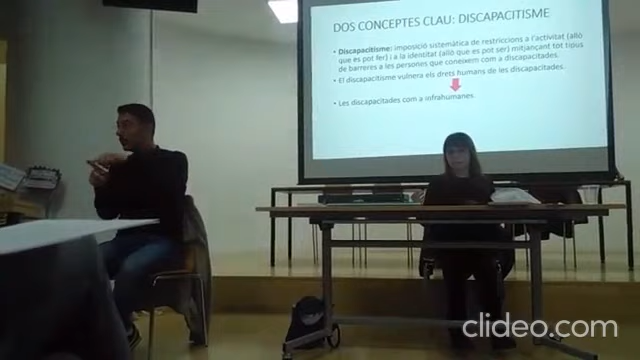 DOS CONCEPTES CLAU: DISCAPACITISME
• Discapacitisme: imposició sistemàtica de restriccions a l'activitat (allò
que és pot fer) i a la identitat (allò que es pot ser) mitjançant tot tipus
de barreres a les persones que coneixem com a discapacitades.
• El discapacitisme vulnera els drets humans de les discapacitades.
• Les discapacitades com a infrahumanes.
clideo.com